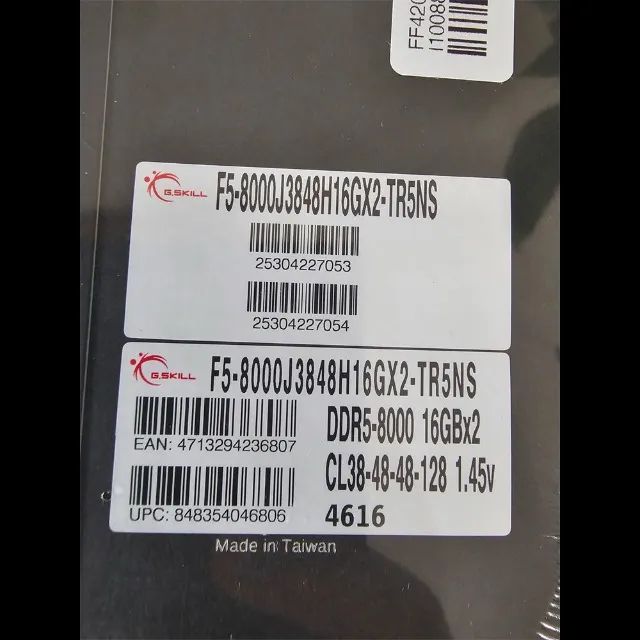 FF420
I10088
G.SKILL
F5-8000J3848H16GX2-TR5NS
25304227053
25304227054
G.SKILL
F5-8000J3848H16GX2-TR5NS
DDR5-8000 16GBx2
EAN: 4713294236807
CL38-48-48-128 1.45v
UPC: 848354046806
4616
Made in Taiwan